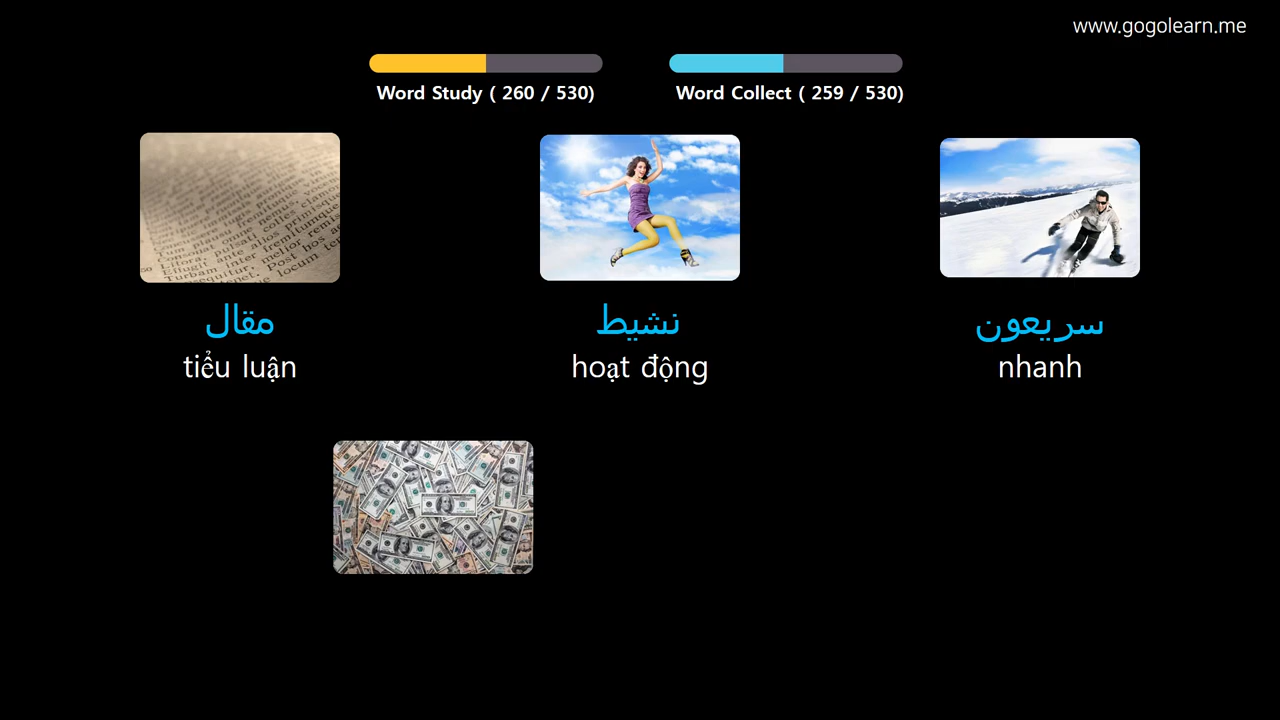 www.gogolearn.me
Word Study ( 260 / 530)
Word Collect ( 259 / 530)
مقال
tiểu luận
نشيط
hoạt động
سريعون
nhanh